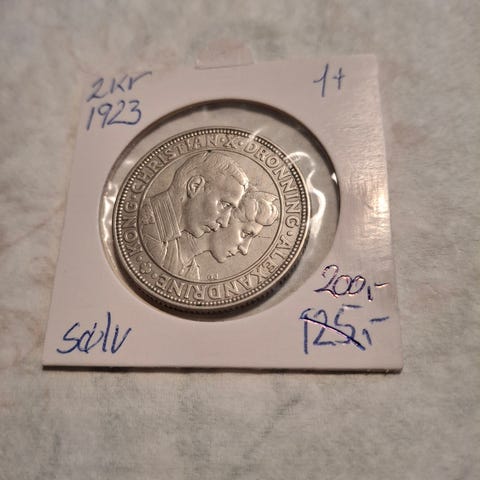 2Kr
1923
1+
KONG · CHRISTIAN · X · DRONNING · ALEXANDRINE
sølv
200,-
125,-